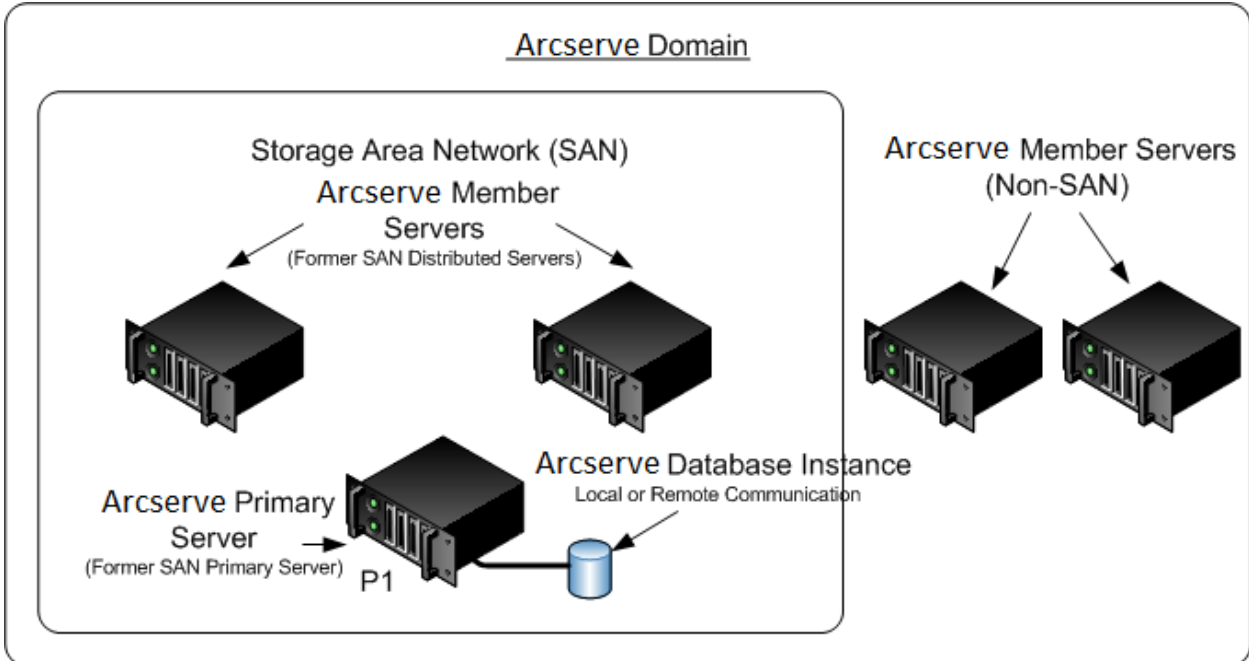 Arcserve Domain
Storage Area Network (SAN)
Arcserve Member
Servers
(Former SAN Distributed Servers)
Arcserve Member Servers
(Non-SAN)
Arcserve Primary
Server
(Former SAN Primary Server)
P1
Arcserve Database Instance
Local or Remote Communication